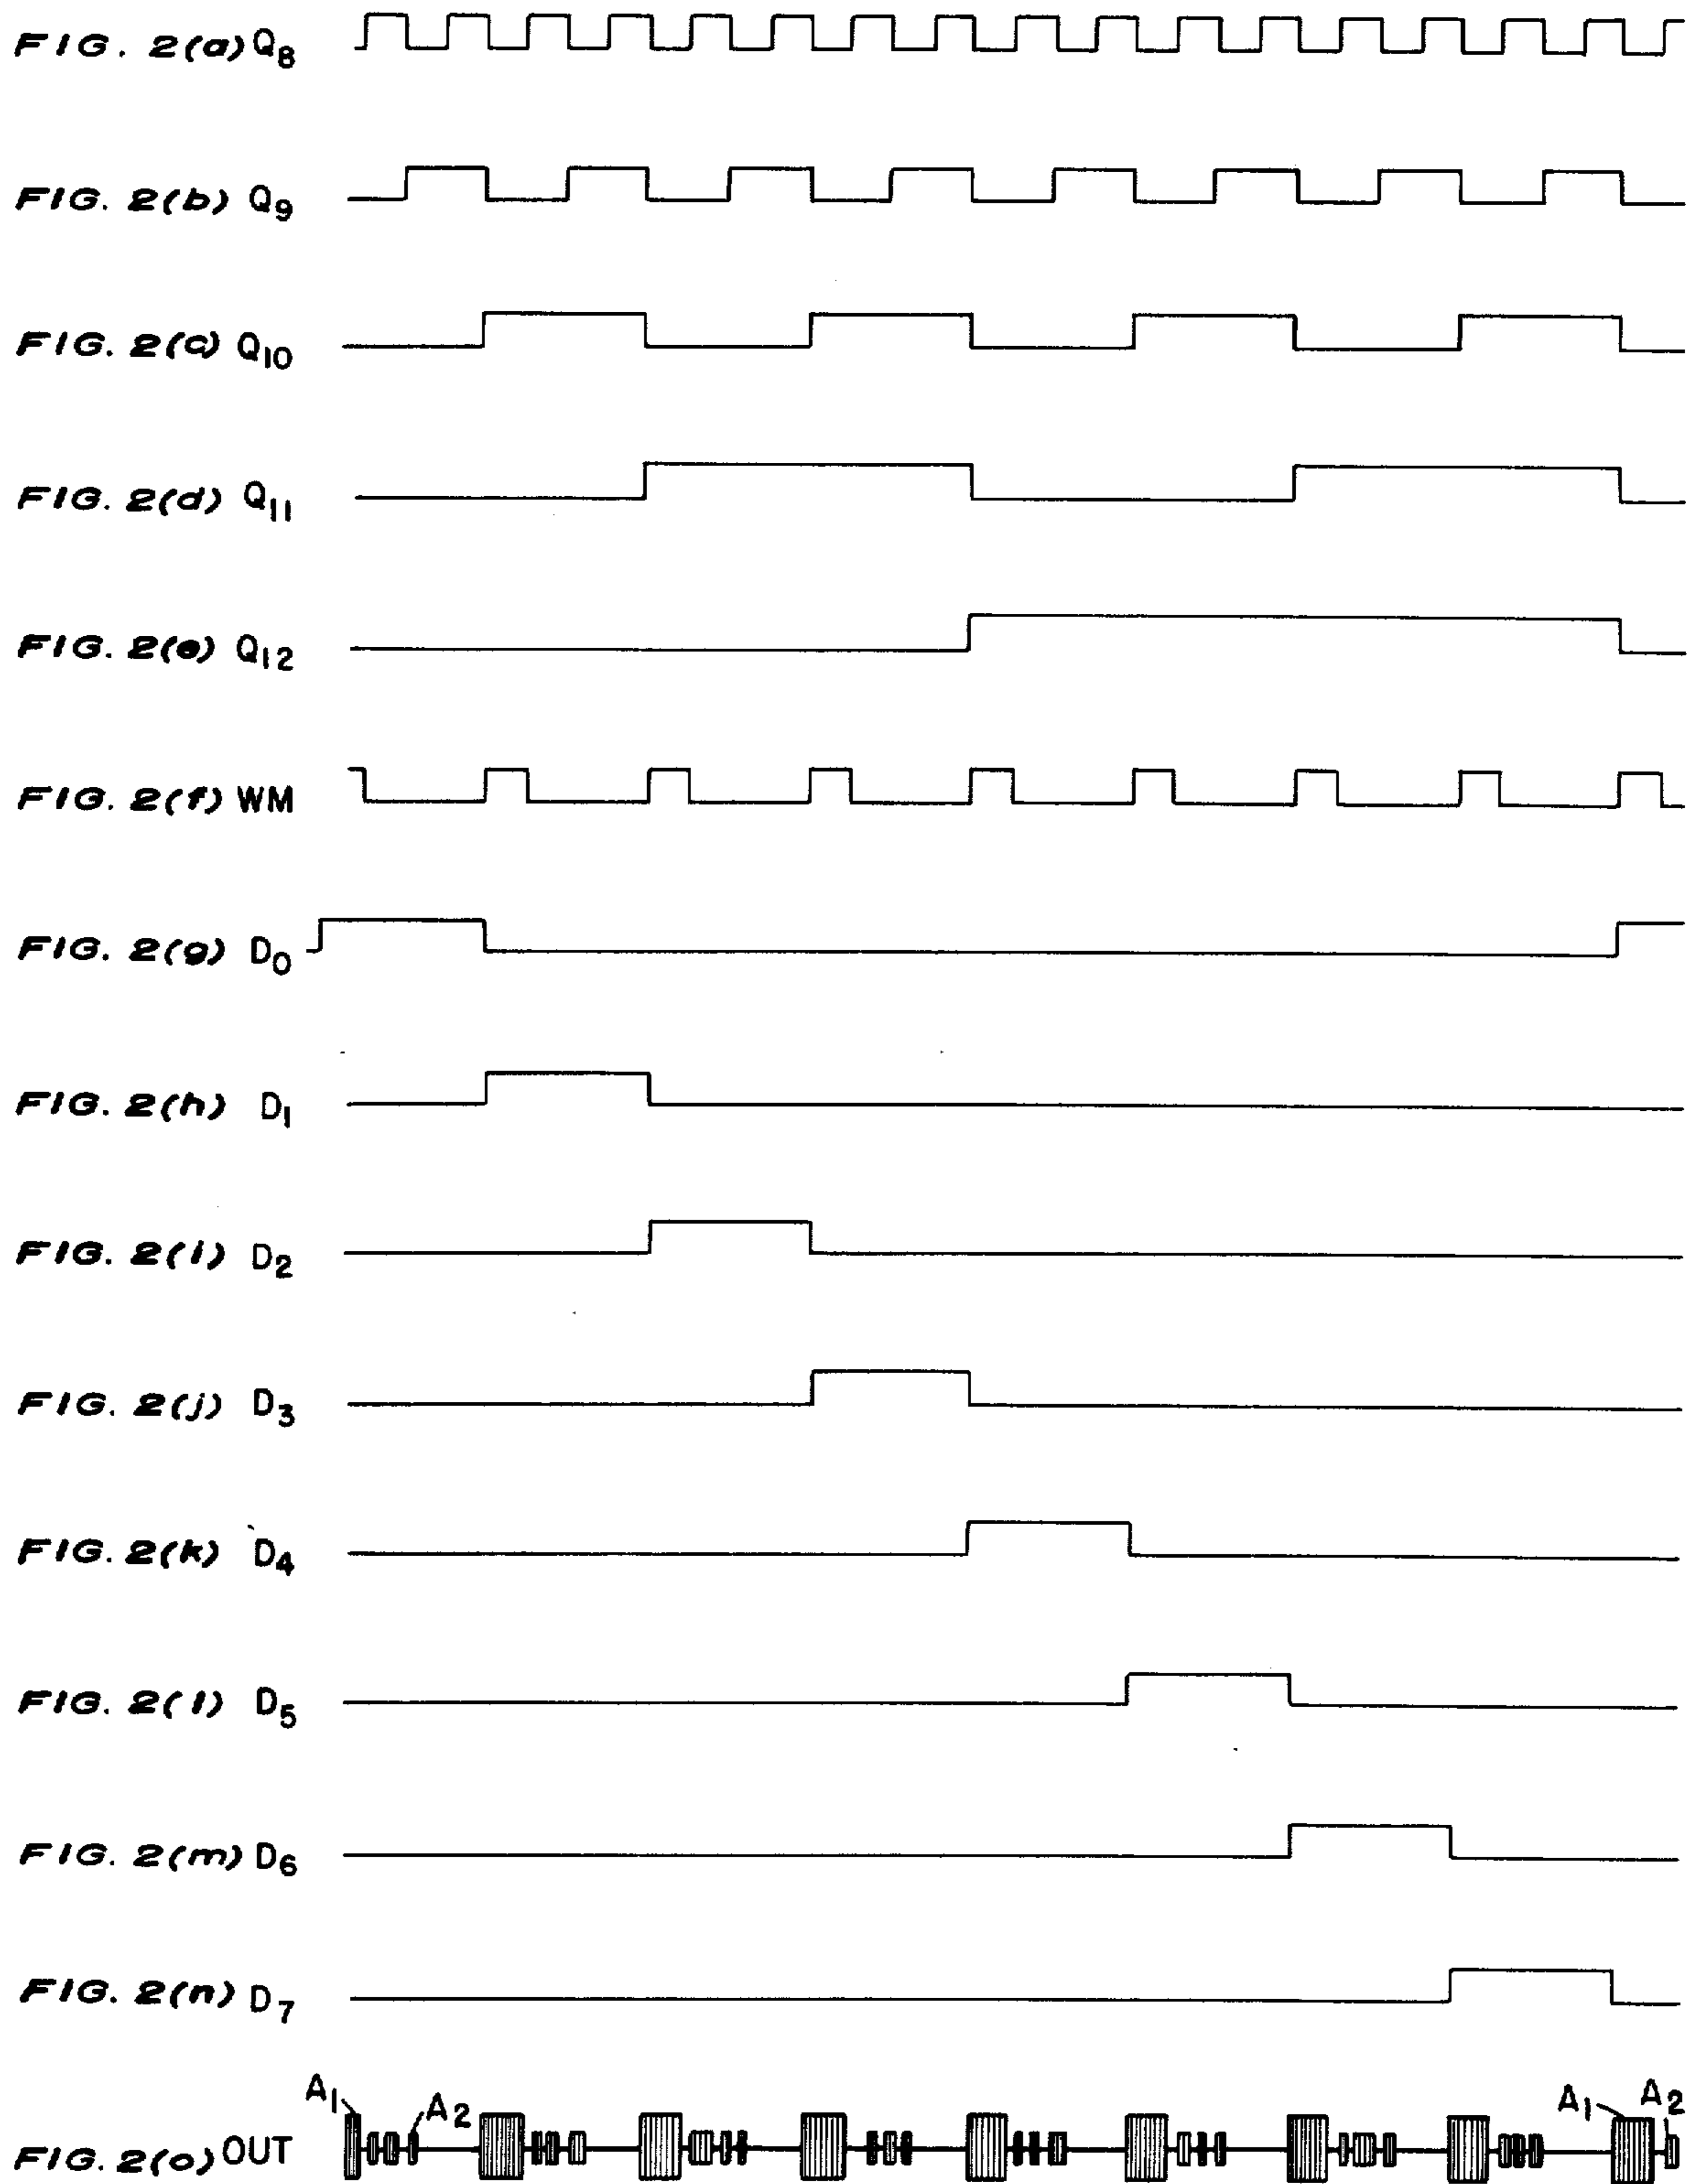 FIG. 2(a) Q8
FIG. 2(b) Q9
FIG. 2(c) Q10
FIG. 2(d) Q11
FIG. 2(e) Q12
FIG. 2(f) WM
FIG. 2(g) D0
FIG. 2(h) D1
FIG. 2(i) D2
FIG. 2(j) D3
FIG. 2(k) D4
FIG. 2(l) D5
FIG. 2(m) D6
FIG. 2(n) D7
A1 A2 A1 A2
FIG. 2(o) OUT